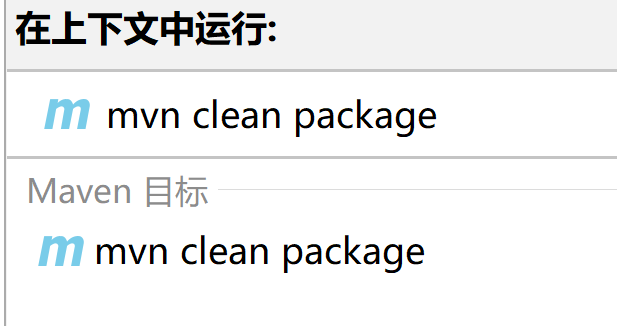 在上下文中运行:
m mvn clean package
Maven 目标
m mvn clean package